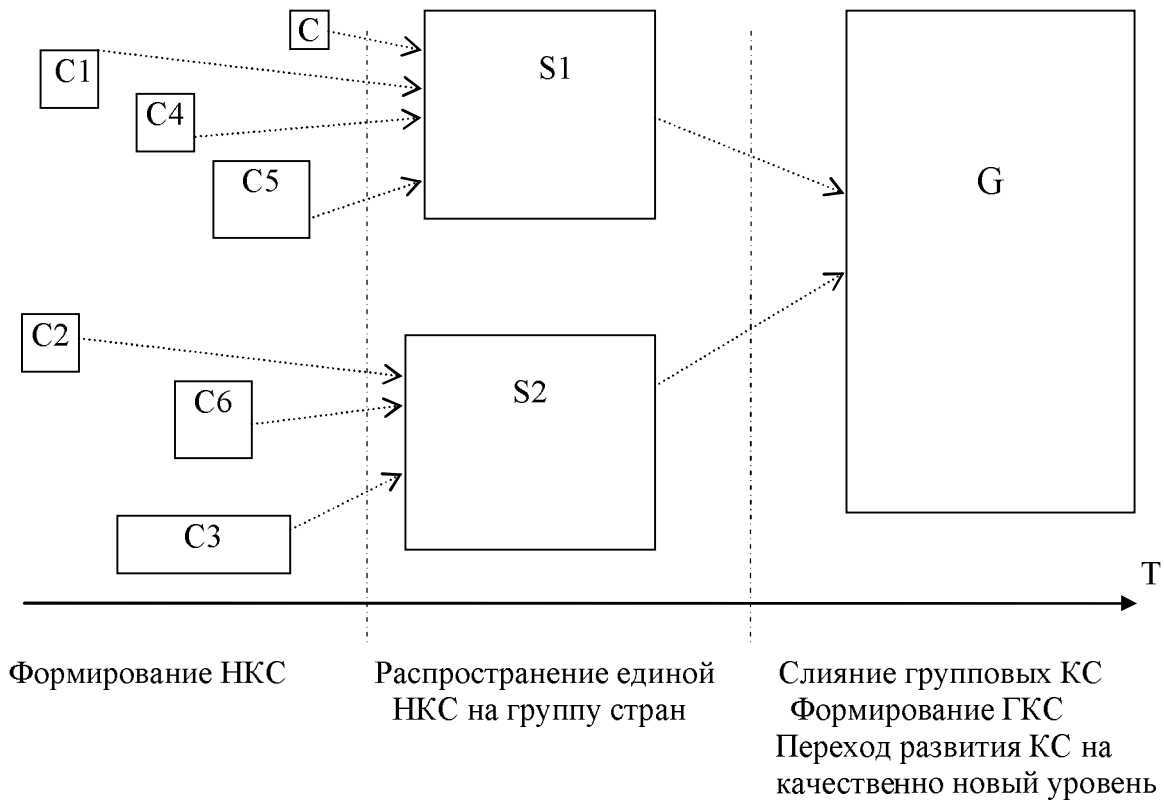 C
S1
G
C1
C4
C5
C2
S2
C6
C3
T
Формирование НКС
Распространение единой
НКС на группу стран
Слияние групповых КС
Формирование ГКС
Переход развития КС на
качественно новый уровень